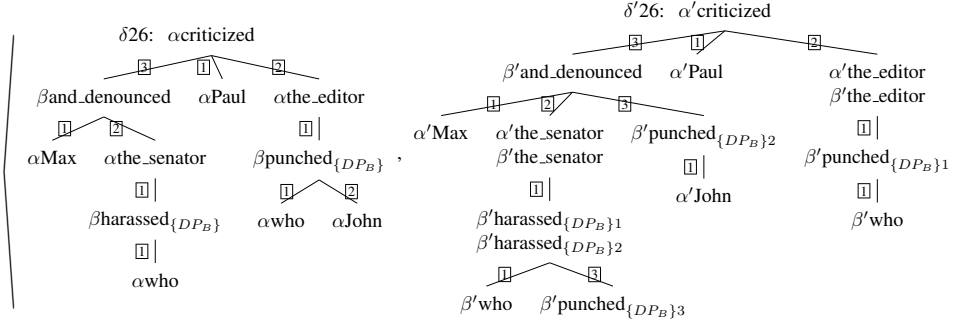 δ26: αcriticized
3 1 2
βand_denounced αPaul αthe_editor
1 2 1
αMax αthe_senator βpunched{DP_B}
1 1 2
βharassed{DP_B} αwho αJohn
1
αwho
,
δ′26: α′criticized
3 1 2
β′and_denounced α′Paul α′the_editor
β′the_editor
1 2 3 1
α′Max α′the_senator β′punched{DP_B}2 β′punched{DP_B}1
β′the_senator
1 1 1
α′John β′who
β′harassed{DP_B}1
β′harassed{DP_B}2
1 3
β′who β′punched{DP_B}3